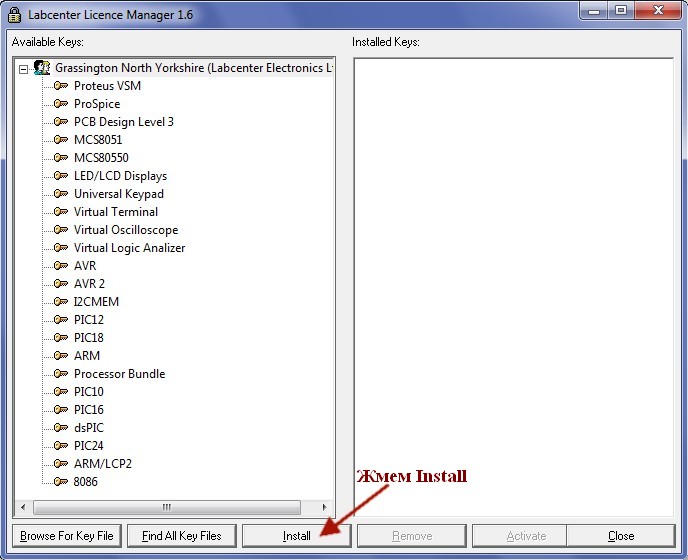 Labcenter Licence Manager 1.6
Available Keys:
Installed Keys:
Grassington North Yorkshire (Labcenter Electronics Lt
Proteus VSM
ProSpice
PCB Design Level 3
MCS8051
MCS80550
LED/LCD Displays
Universal Keypad
Virtual Terminal
Virtual Oscilloscope
Virtual Logic Analizer
AVR
AVR 2
I2CMEM
PIC12
PIC18
ARM
Processor Bundle
PIC10
PIC16
dsPIC
PIC24
ARM/LCP2
8086
Жмем Install
Browse For Key File
Find All Key Files
Install
Remove
Activate
Close